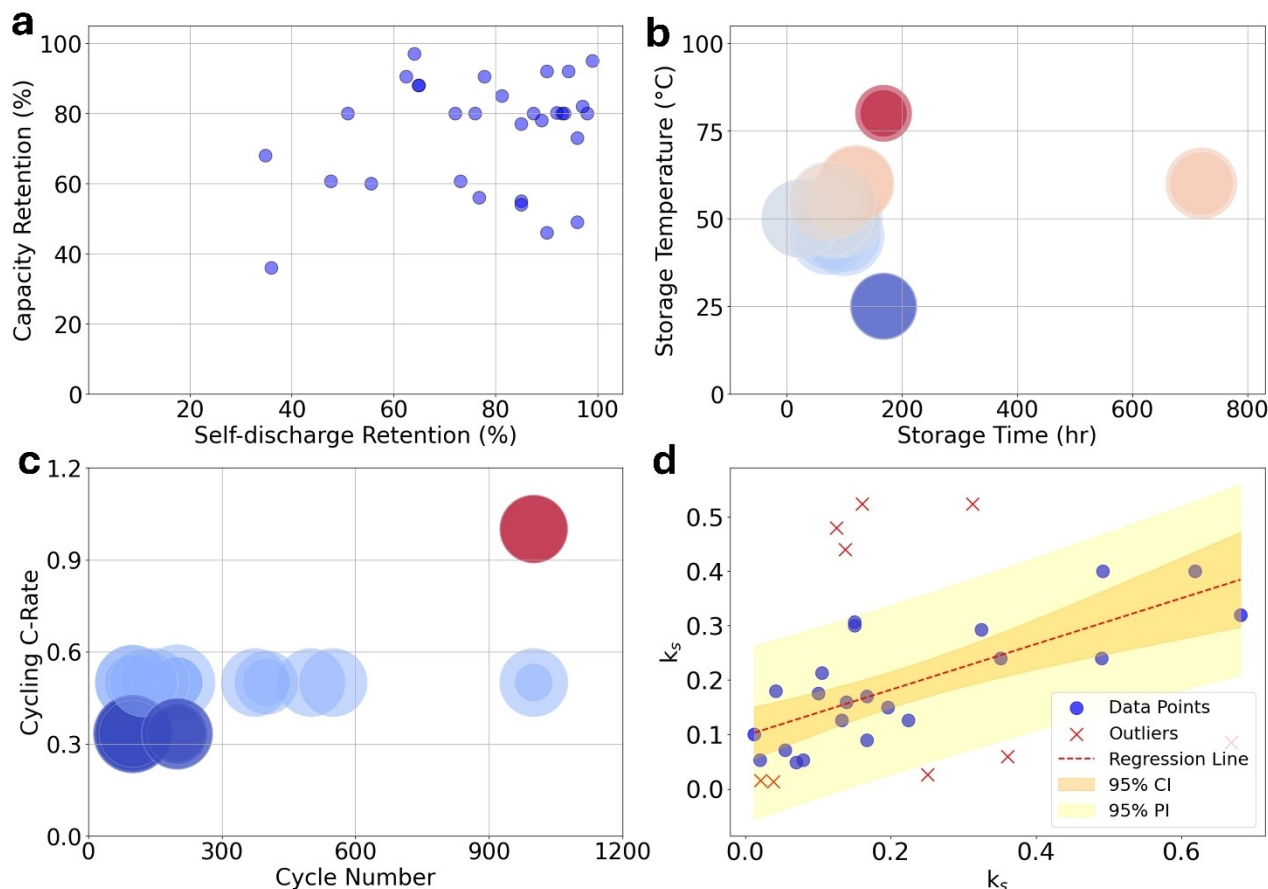 a
100
80
60
40
20
0
Capacity Retention (%)
20 40 60 80 100
Self-discharge Retention (%)
b
100
75
50
25
0
Storage Temperature (°C)
0 200 400 600 800
Storage Time (hr)
c
1.2
0.9
0.6
0.3
0.0
Cycling C-Rate
0 300 600 900 1200
Cycle Number
d
0.5
0.4
0.3
0.2
0.1
0.0
ks
Data Points
Outliers
Regression Line
95% CI
95% PI
0.0 0.2 0.4 0.6
ks